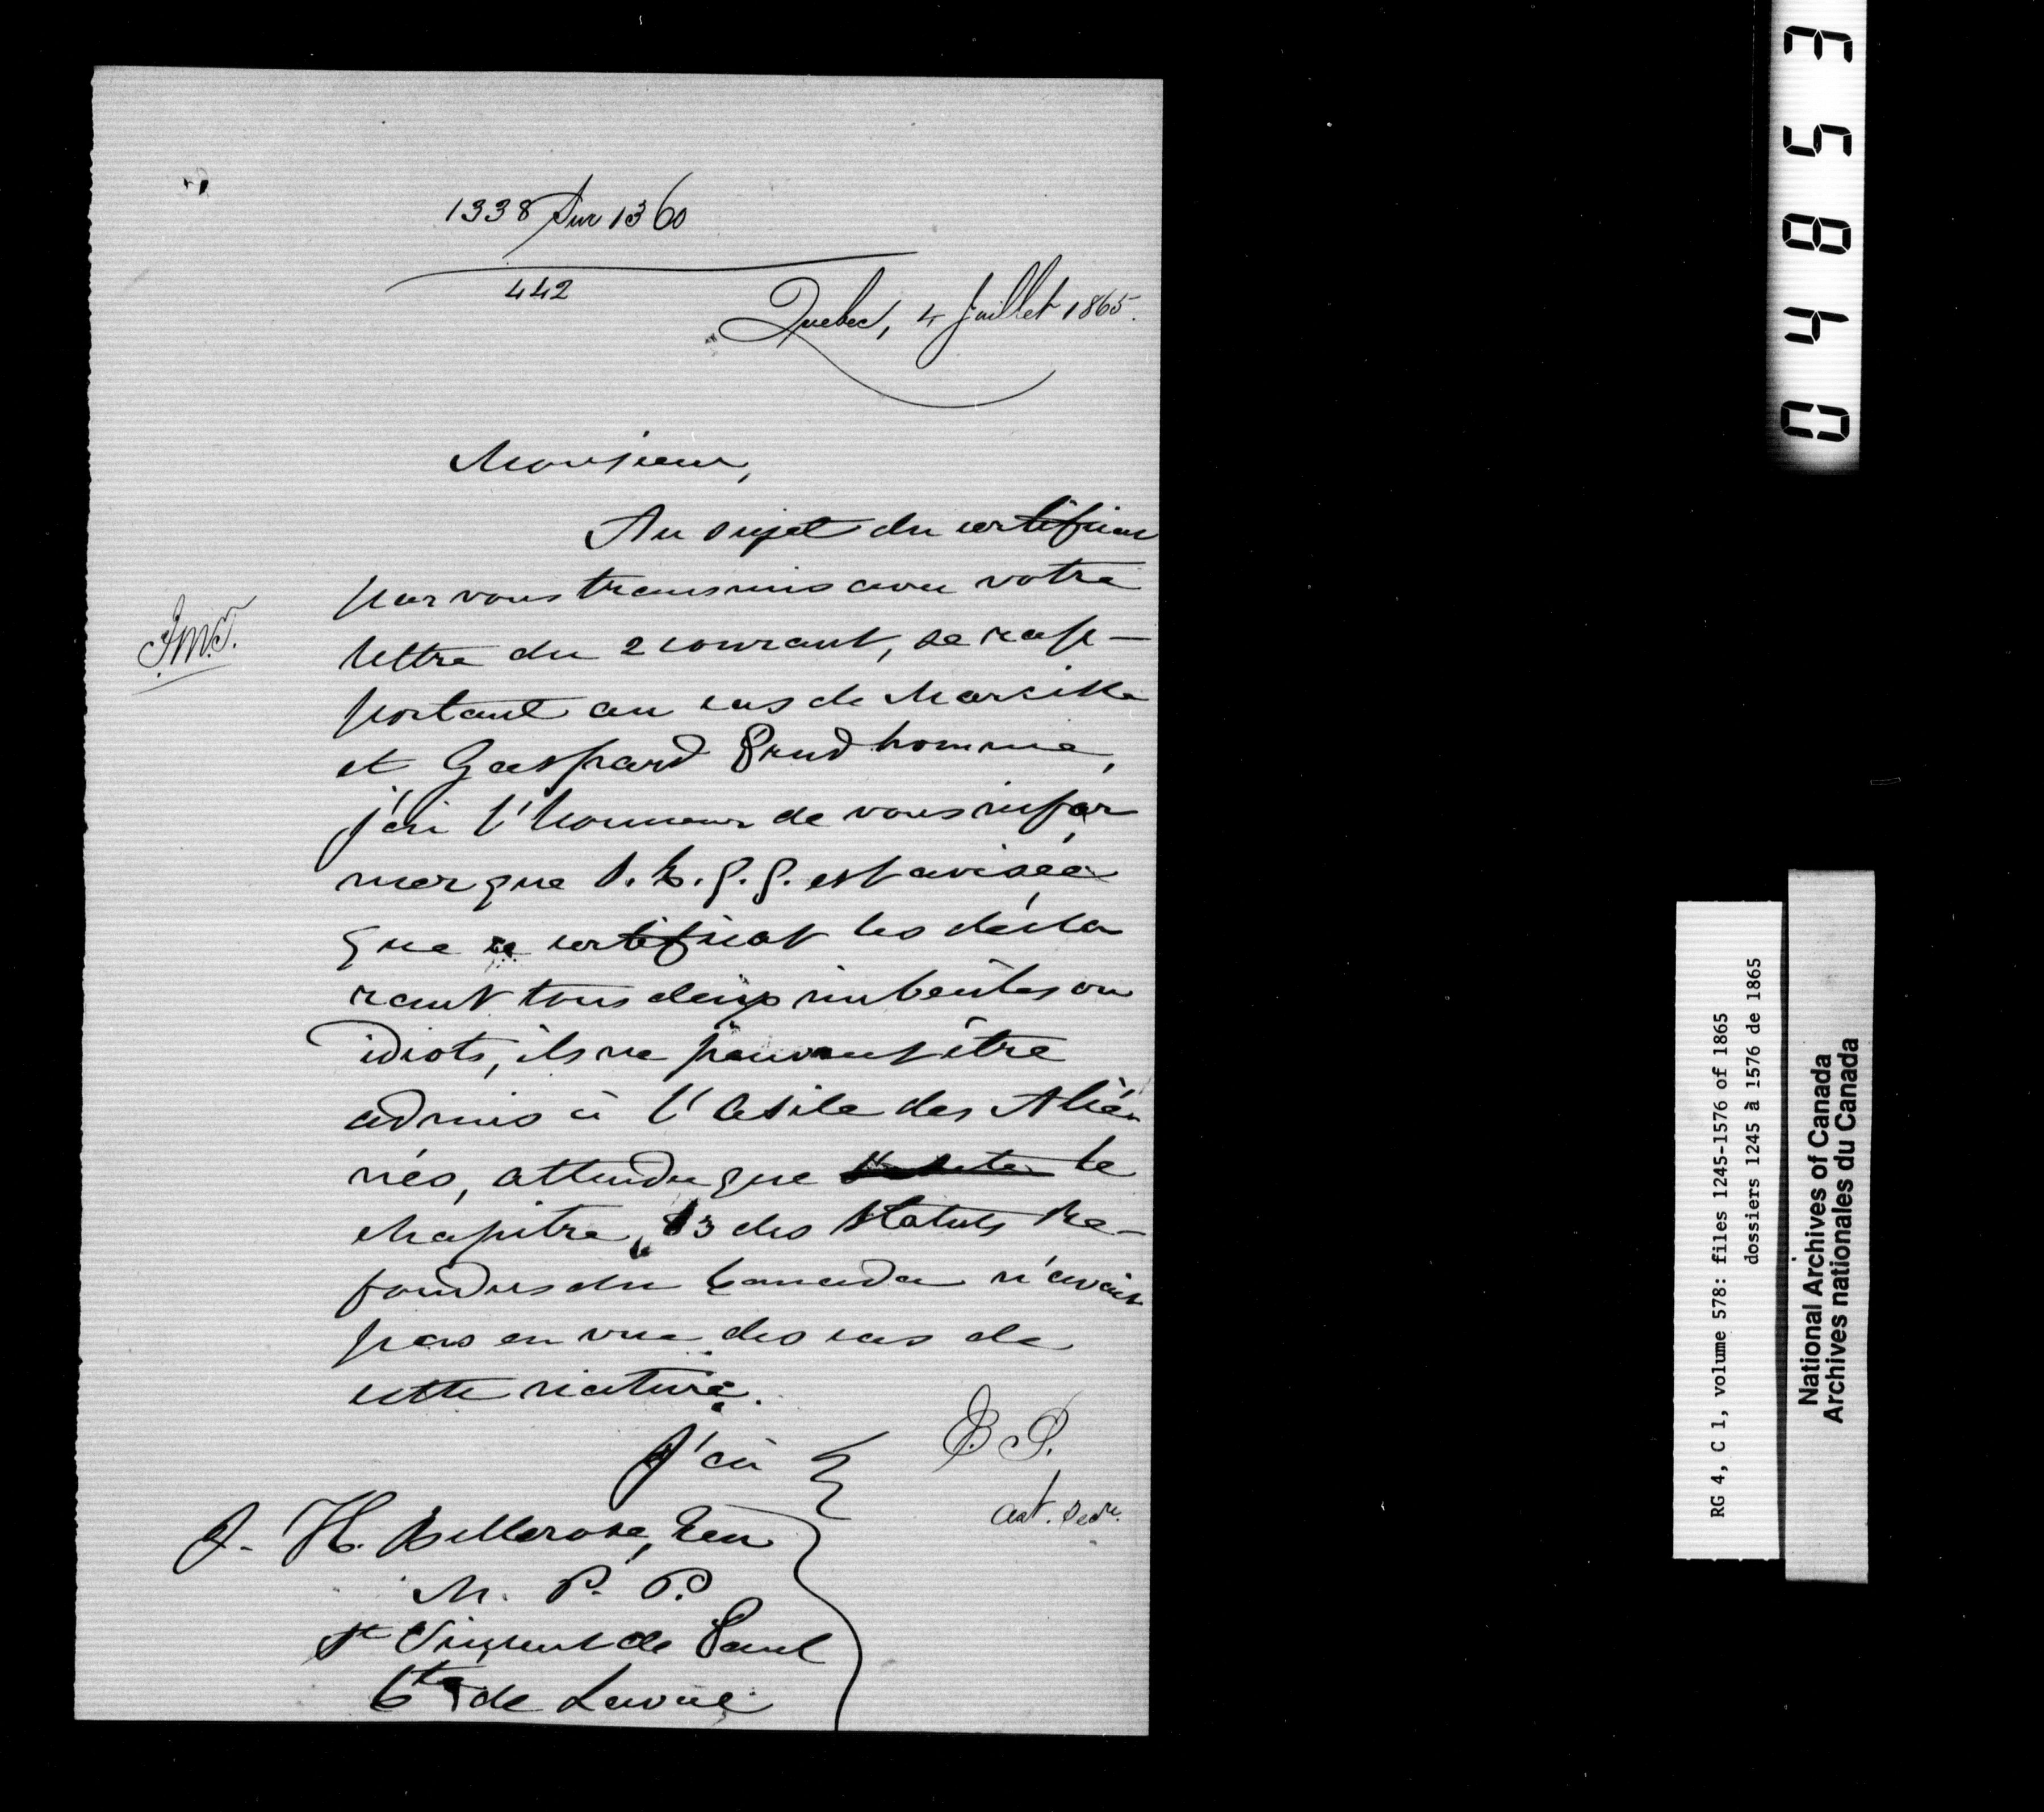 1338 Sur 1360
442
Quebec, 4 Juillet 1865.
Monsieur,
Au sujet du certificat
par vous transmis avec votre
lettre du 2 courant, se rap-
portant au cas de Marcille
et Gaspard Prudhomme,
j'ai l'honneur de vous infor
mer que S. E. G. G. est avisée
que ce certificat les décla
rant tous deux imbéciles ou
idiots, ils ne peuvent être
admis à l'Asile des Alié
nés, attendu que le
chapitre 13 des Statuts Re-
fondus du Canada n'avait
pas en vue des cas de
cette nature.
J'ai
E. P.
Ast. Secre.
J. H. Bellerose, Ecu
M. P. P.
St Vincent de Paul
Cté de Laval
04853
RG 4, C 1, volume 578: files 1245-1576 of 1865
dossiers 1245 à 1576 de 1865
National Archives of Canada
Archives nationales du Canada